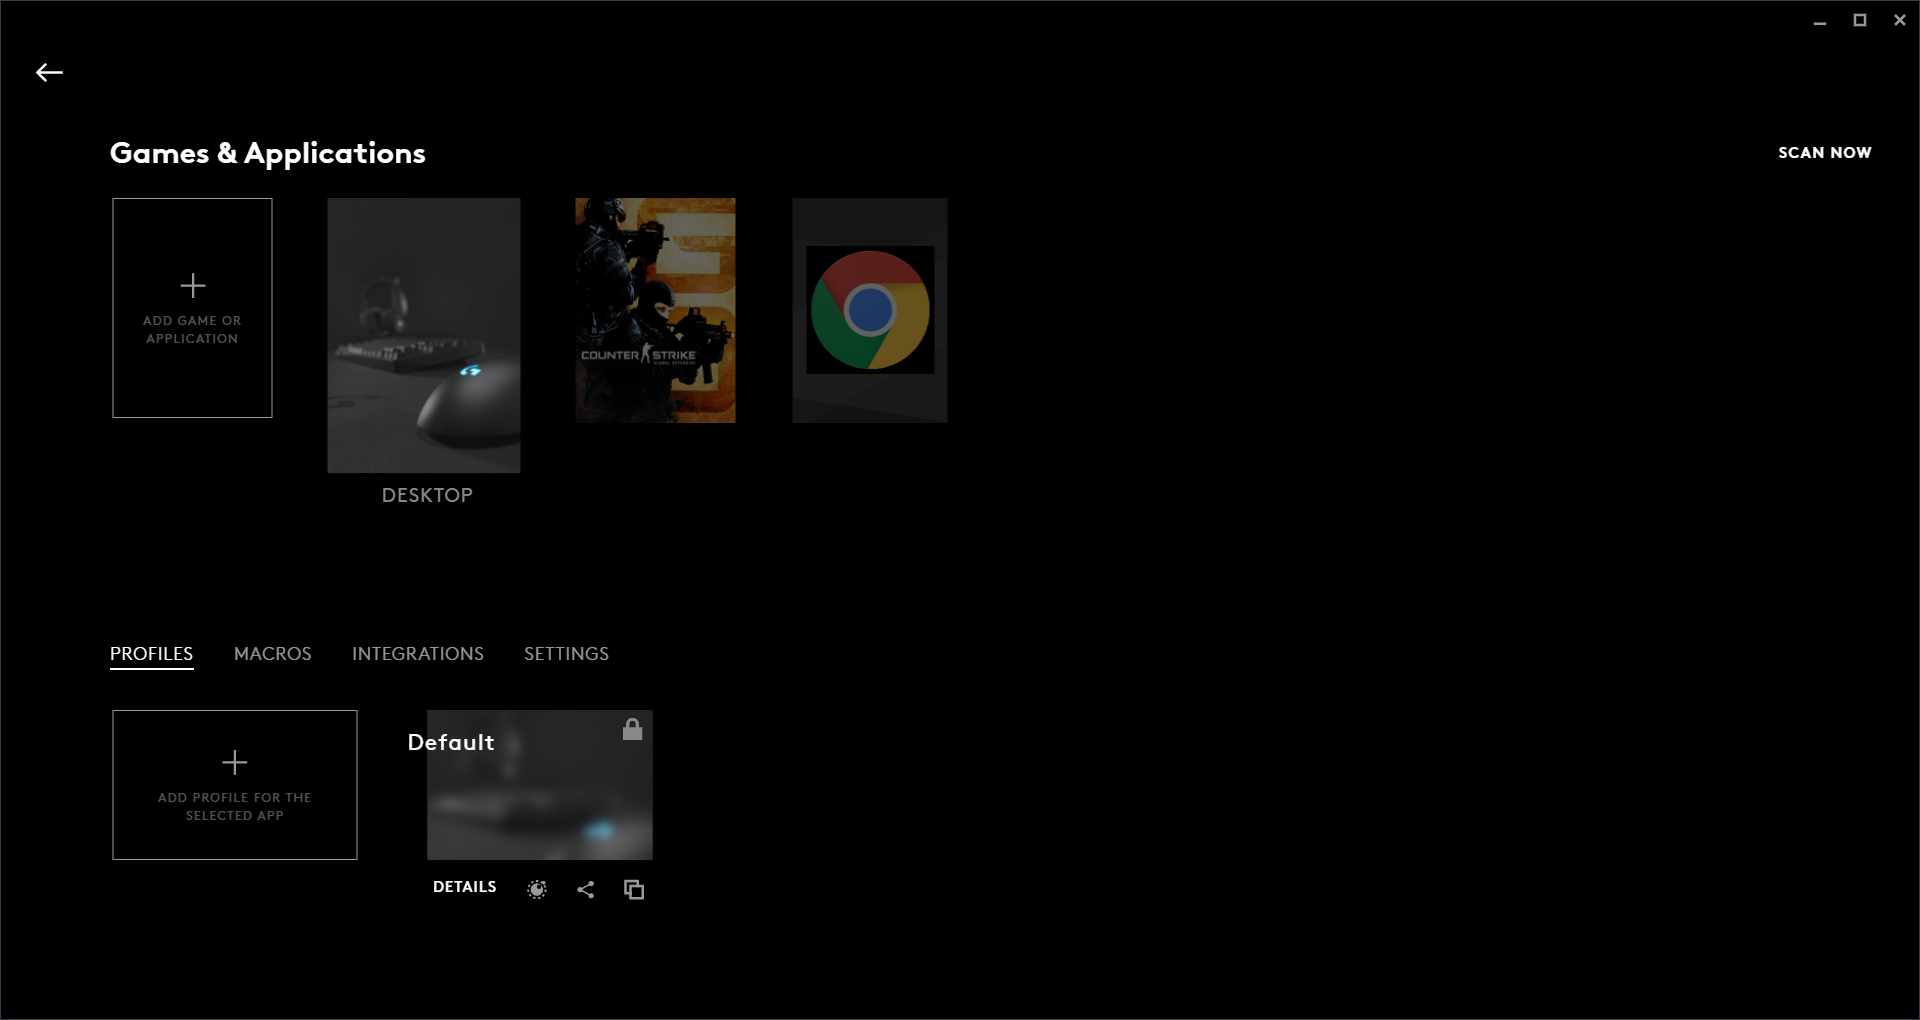 Games & Applications
SCAN NOW
ADD GAME OR
APPLICATION
COUNTER STRIKE
DESKTOP
PROFILES
MACROS
INTEGRATIONS
SETTINGS
ADD PROFILE FOR THE
SELECTED APP
Default
DETAILS